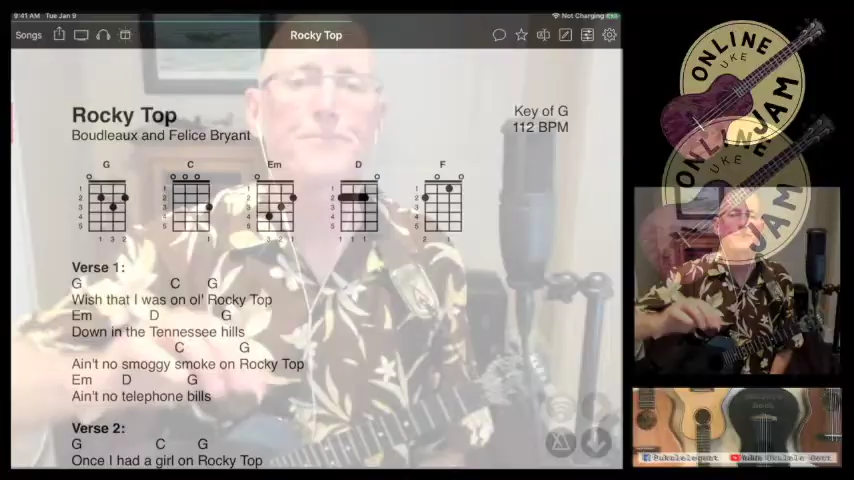 9:41 AM Tue Jan 9
Not Charging
Songs
Rocky Top
Rocky Top
Boudleaux and Felice Bryant
Key of G
112 BPM
G C Em D F
Verse 1:
G C G
Wish that I was on ol' Rocky Top
Em D G
Down in the Tennessee hills
C G
Ain't no smoggy smoke on Rocky Top
Em D G
Ain't no telephone bills
Verse 2:
G C G
Once I had a girl on Rocky Top
ONLINE
UKE
JAM
ONLINE
UKE
JAM